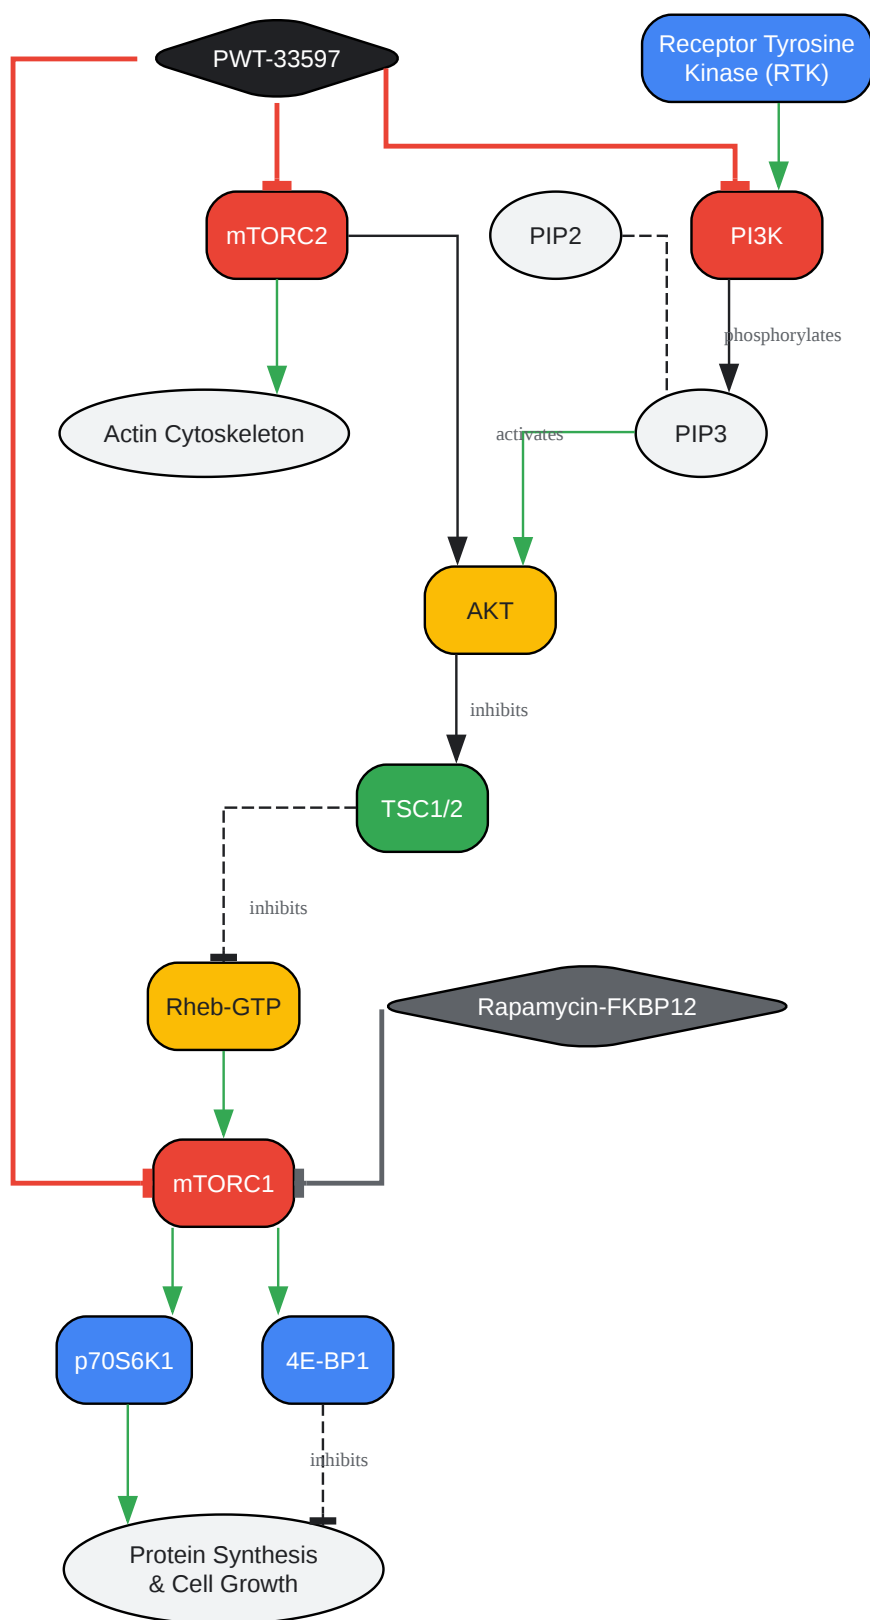 PWT-33597
Receptor Tyrosine
Kinase (RTK)
mTORC2
PIP2
PI3K
phosphorylates
Actin Cytoskeleton
activates
PIP3
AKT
inhibits
TSC1/2
inhibits
Rheb-GTP
Rapamycin-FKBP12
mTORC1
p70S6K1
4E-BP1
inhibits
Protein Synthesis
& Cell Growth